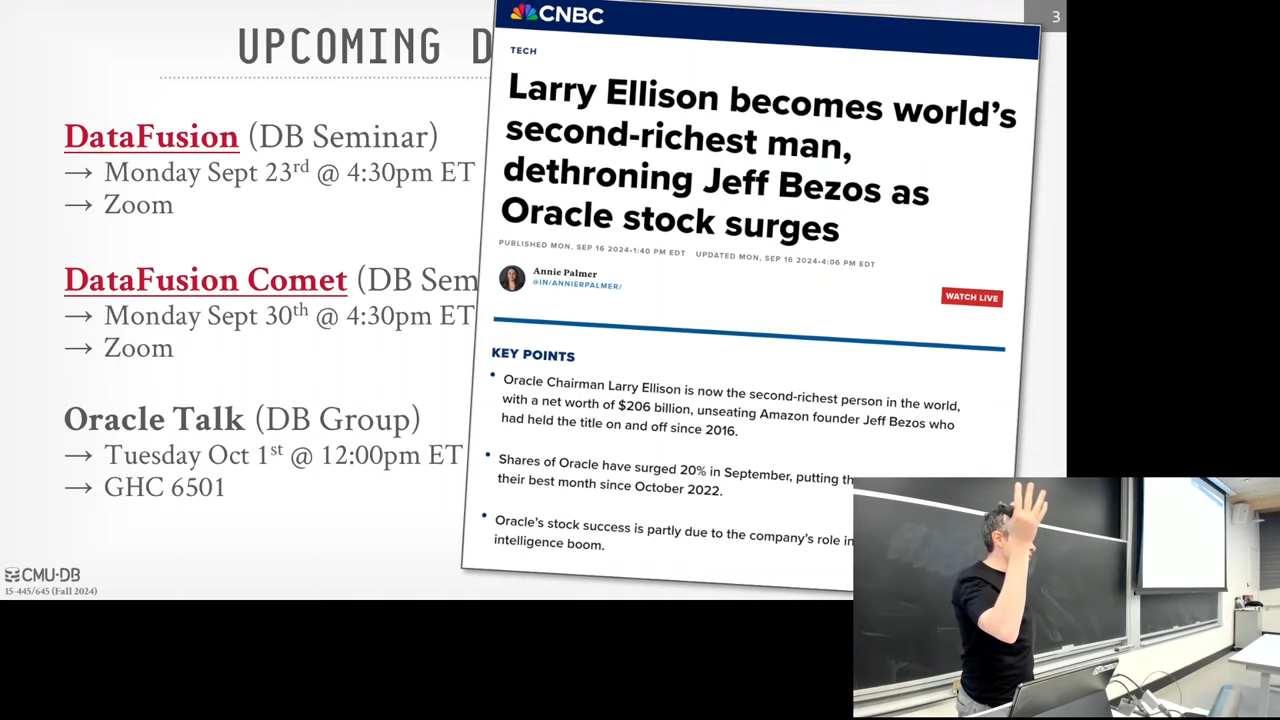 UPCOMING D
3
DataFusion (DB Seminar)
→ Monday Sept 23rd @ 4:30pm ET
→ Zoom
DataFusion Comet (DB Sem
→ Monday Sept 30th @ 4:30pm ET
→ Zoom
Oracle Talk (DB Group)
→ Tuesday Oct 1st @ 12:00pm ET
→ GHC 6501
CMU·DB
15-445/645 (Fall 2024)
CNBC
TECH
Larry Ellison becomes world's
second-richest man,
dethroning Jeff Bezos as
Oracle stock surges
PUBLISHED MON, SEP 16 2024•1:40 PM EDT UPDATED MON, SEP 16 2024•4:06 PM EDT
Annie Palmer
@IN/ANNIERPALMER/
WATCH LIVE
KEY POINTS
• Oracle Chairman Larry Ellison is now the second-richest person in the world,
with a net worth of $206 billion, unseating Amazon founder Jeff Bezos who
had held the title on and off since 2016.
• Shares of Oracle have surged 20% in September, putting th
their best month since October 2022.
• Oracle's stock success is partly due to the company's role in
intelligence boom.